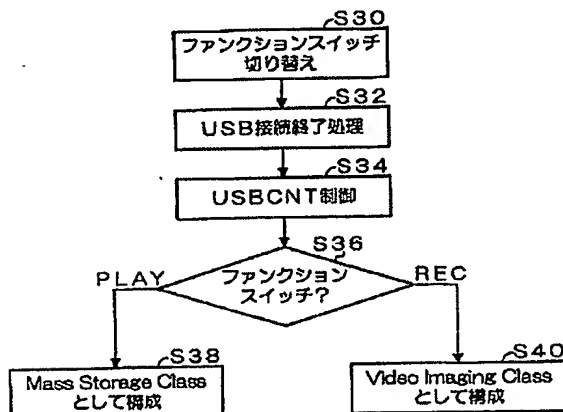 S30
ファンクションスイッチ
切り替え
S32
USB接続終了処理
S34
USBCNT制御
S36
ファンクション
スイッチ？
PLAY
REC
S38
Mass Storage Class
として構成
S40
Video Imaging Class
として構成